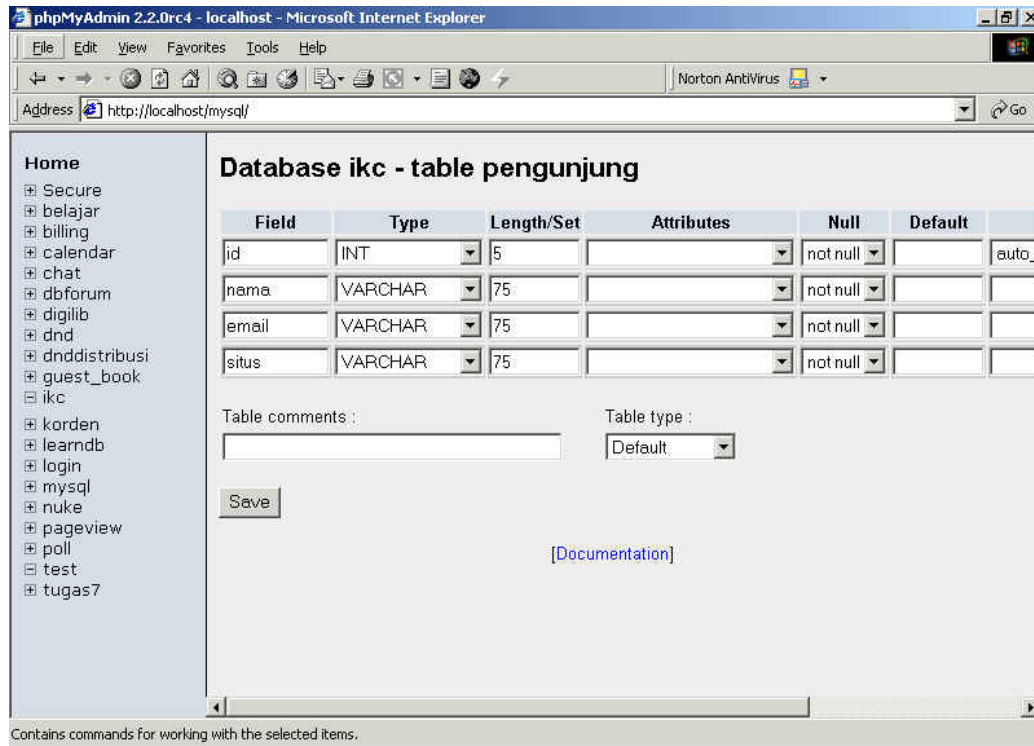 phpMyAdmin 2.2.0rc4 - localhost - Microsoft Internet Explorer
File Edit View Favorites Tools Help
Norton AntiVirus
Address http://localhost/mysql/ Go
Home
Secure
belajar
billing
calendar
chat
dbforum
digilib
dnd
dnddistribusi
guest_book
ikc
korden
learndb
login
mysql
nuke
pageview
poll
test
tugas7
Database ikc - table pengunjung
Field Type Length/Set Attributes Null Default
id INT 5 not null auto_
nama VARCHAR 75 not null
email VARCHAR 75 not null
situs VARCHAR 75 not null
Table comments : Table type :
Default
Save
[Documentation]
Contains commands for working with the selected items.